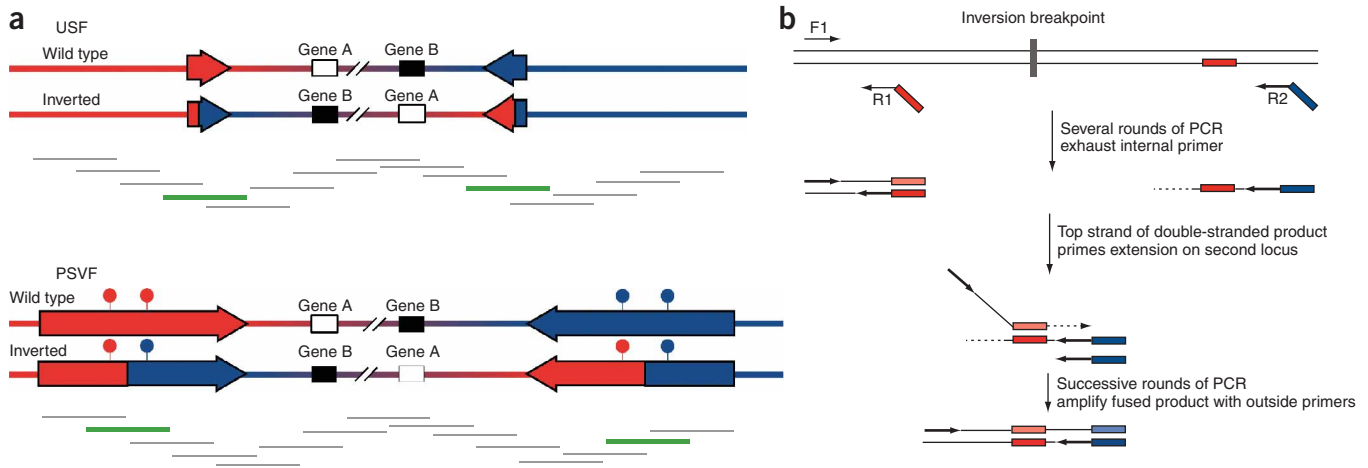 a
USF
Wild type
Gene A
Gene B
Inverted
Gene B
Gene A
PSVF
Wild type
Gene A
Gene B
Inverted
Gene B
Gene A
b
Inversion breakpoint
F1
R1
R2
Several rounds of PCR
exhaust internal primer
Top strand of double-stranded product
primes extension on second locus
Successive rounds of PCR
amplify fused product with outside primers